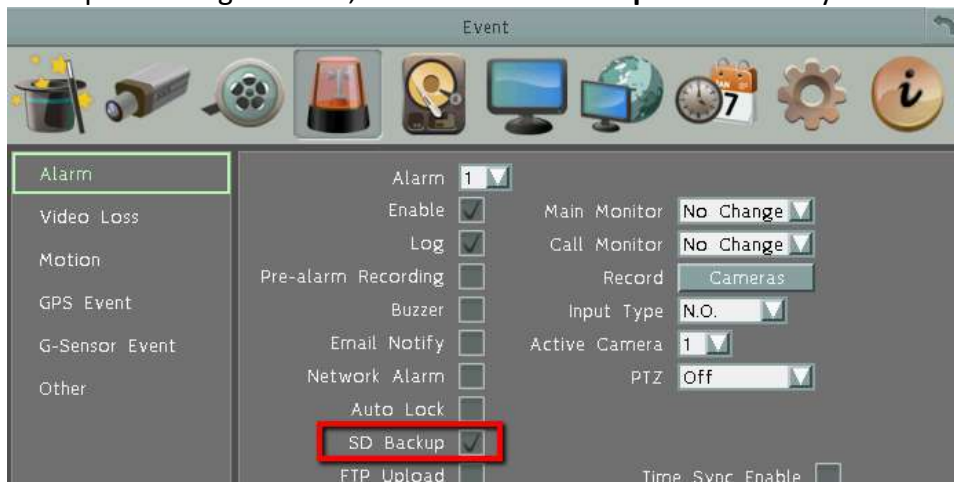 Event
7
i
Alarm
Video Loss
Motion
GPS Event
G-Sensor Event
Other
Alarm 1
Enable
Log
Pre-alarm Recording
Buzzer
Email Notify
Network Alarm
Auto Lock
SD Backup
FTP Upload
Main Monitor No Change
Call Monitor No Change
Record Cameras
Input Type N.O.
Active Camera 1
PTZ Off
Time Sync Enable